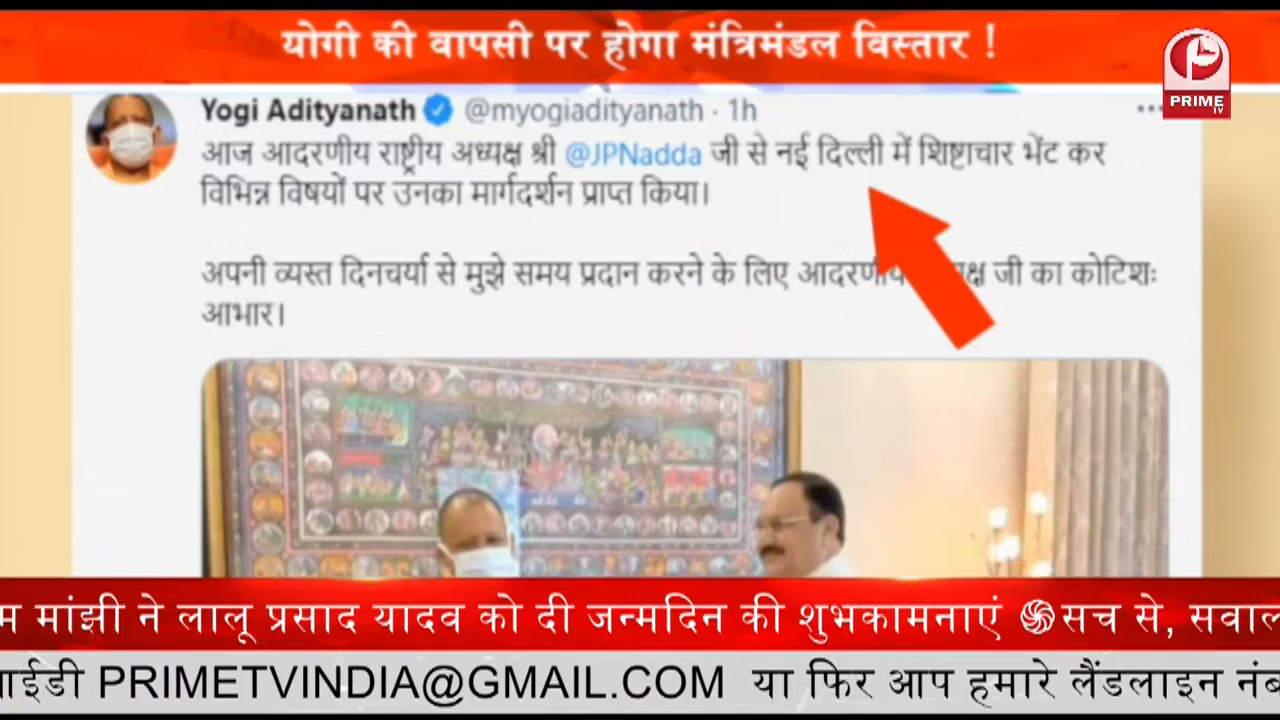 योगी की वापसी पर होगा मंत्रिमंडल विस्तार !
PRIME
TV
Yogi Adityanath @myogiadityanath · 1h
आज आदरणीय राष्ट्रीय अध्यक्ष श्री @JPNadda जी से नई दिल्ली में शिष्टाचार भेंट कर
विभिन्न विषयों पर उनका मार्गदर्शन प्राप्त किया।
अपनी व्यस्त दिनचर्या से मुझे समय प्रदान करने के लिए आदरणीय जी का कोटिशः
आभार।
मांझी ने लालू प्रसाद यादव को दी जन्मदिन की शुभकामनाएं सच से, सवाल
आईडी PRIMETVINDIA@GMAIL.COM या फिर आप हमारे लैंडलाइन